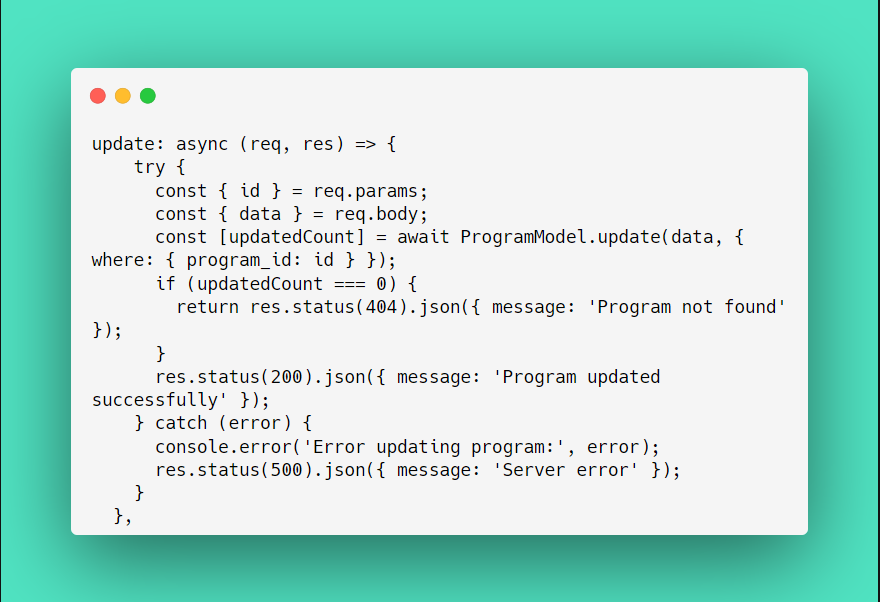 update: async (req, res) => {
    try {
      const { id } = req.params;
      const { data } = req.body;
      const [updatedCount] = await ProgramModel.update(data, {
where: { program_id: id } });
      if (updatedCount === 0) {
        return res.status(404).json({ message: 'Program not found'
});
      }
      res.status(200).json({ message: 'Program updated
successfully' });
    } catch (error) {
      console.error('Error updating program:', error);
      res.status(500).json({ message: 'Server error' });
    }
  },